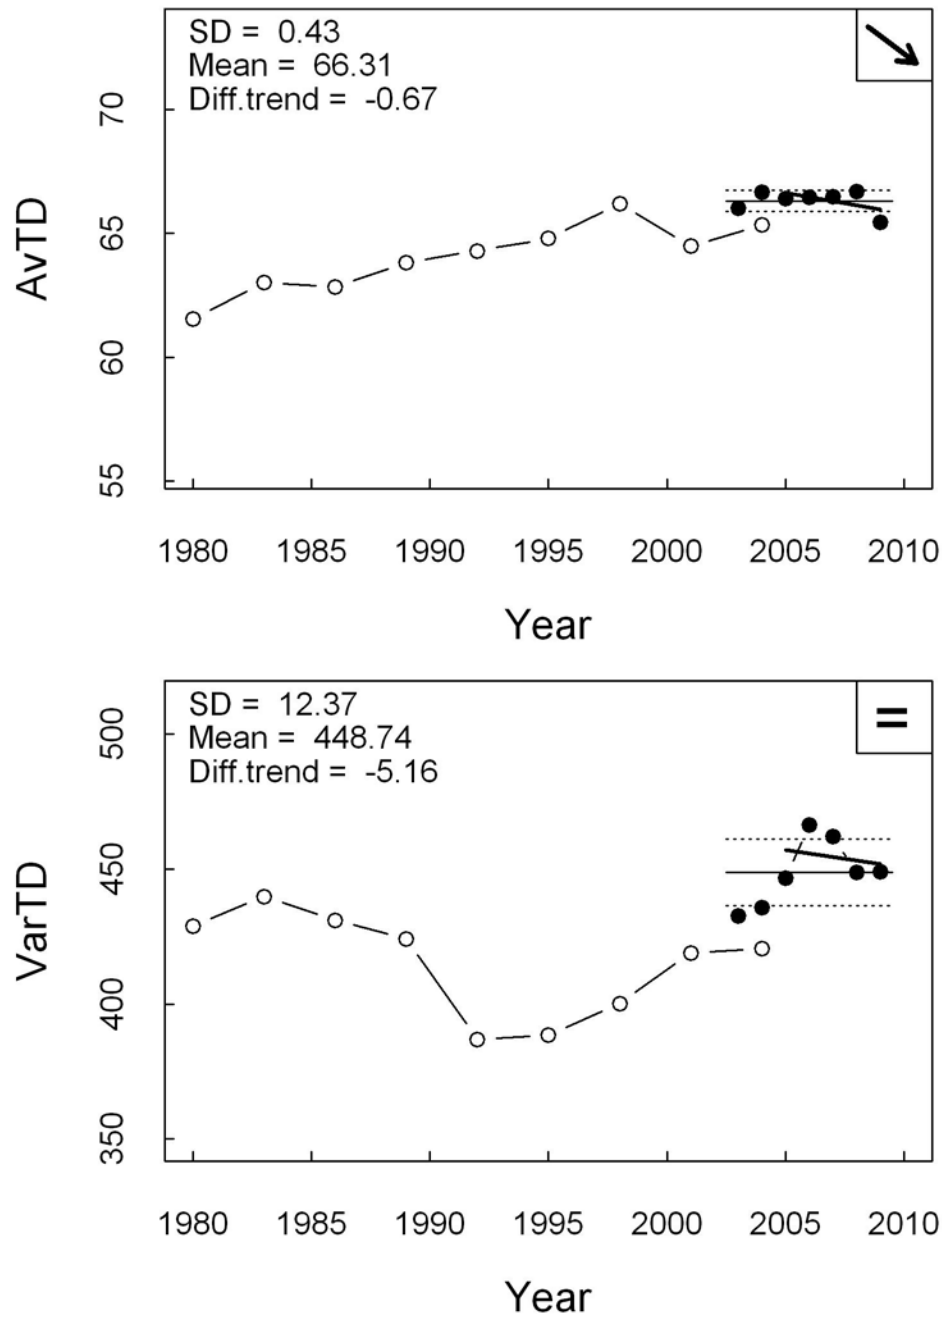 SD = 0.43
Mean = 66.31
Diff.trend = -0.67
AvTD
70
65
60
55
1980 1985 1990 1995 2000 2005 2010
Year
SD = 12.37
Mean = 448.74
Diff.trend = -5.16
=
VarTD
500
450
400
350
1980 1985 1990 1995 2000 2005 2010
Year